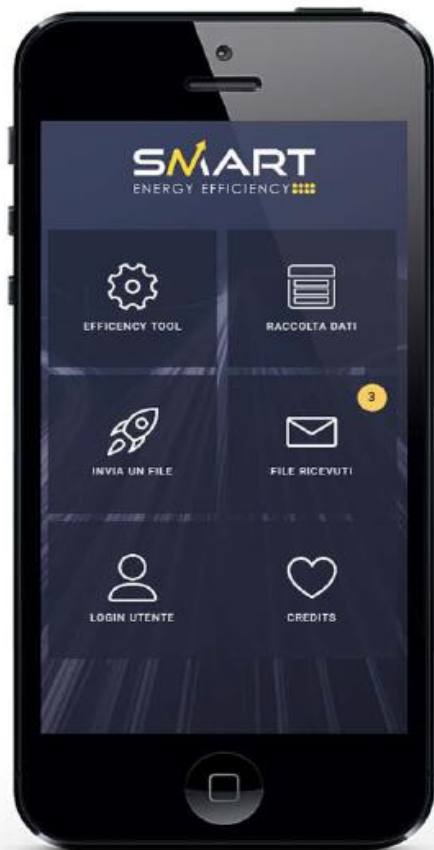 SMART
ENERGY EFFICIENCY
EFFICENCY TOOL
RACCOLTA DATI
3
INVIA UN FILE
FILE RICEVUTI
LOGIN UTENTE
CREDITS